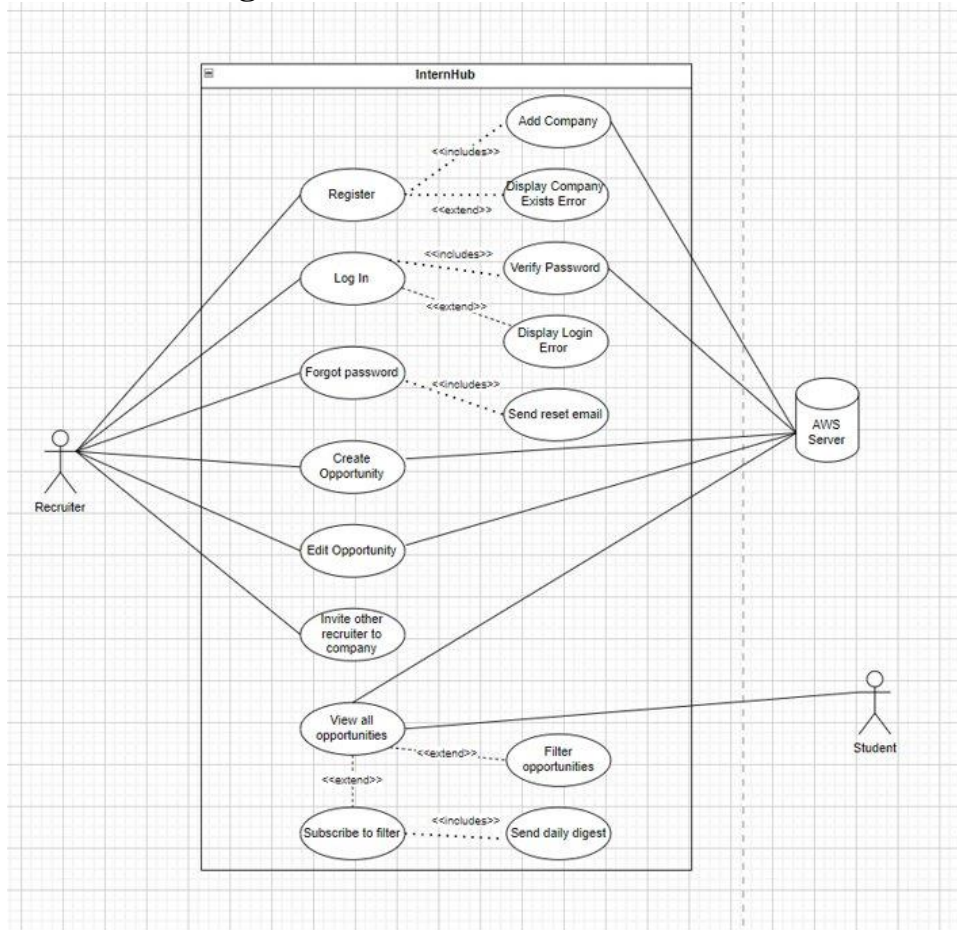 InternHub
Add Company
<<includes>>
Register
Display Company
Exists Error
<<extend>>
<<includes>>
Verify Password
Log In
<<extend>>
Display Login
Error
Forgot password
<<includes>>
Send reset email
AWS
Server
Create
Opportunity
Recruiter
Edit Opportunity
Invite other
recruiter to
company
View all
opportunities
<<extend>>
Filter
opportunities
Student
<<extend>>
<<includes>>
Subscribe to filter
Send daily digest